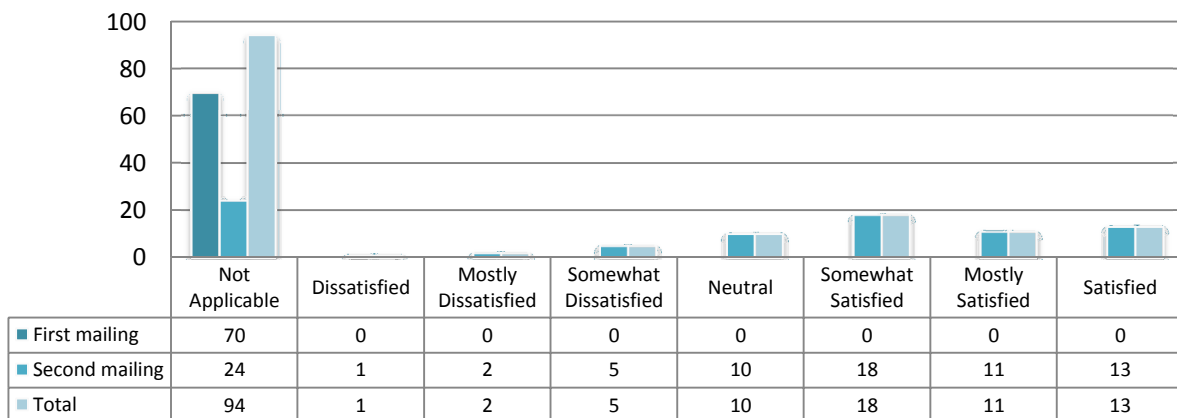 100
80
60
40
20
0
Not Applicable
Dissatisfied
Mostly Dissatisfied
Somewhat Dissatisfied
Neutral
Somewhat Satisfied
Mostly Satisfied
Satisfied
First mailing 70 0 0 0 0 0 0 0
Second mailing 24 1 2 5 10 18 11 13
Total 94 1 2 5 10 18 11 13